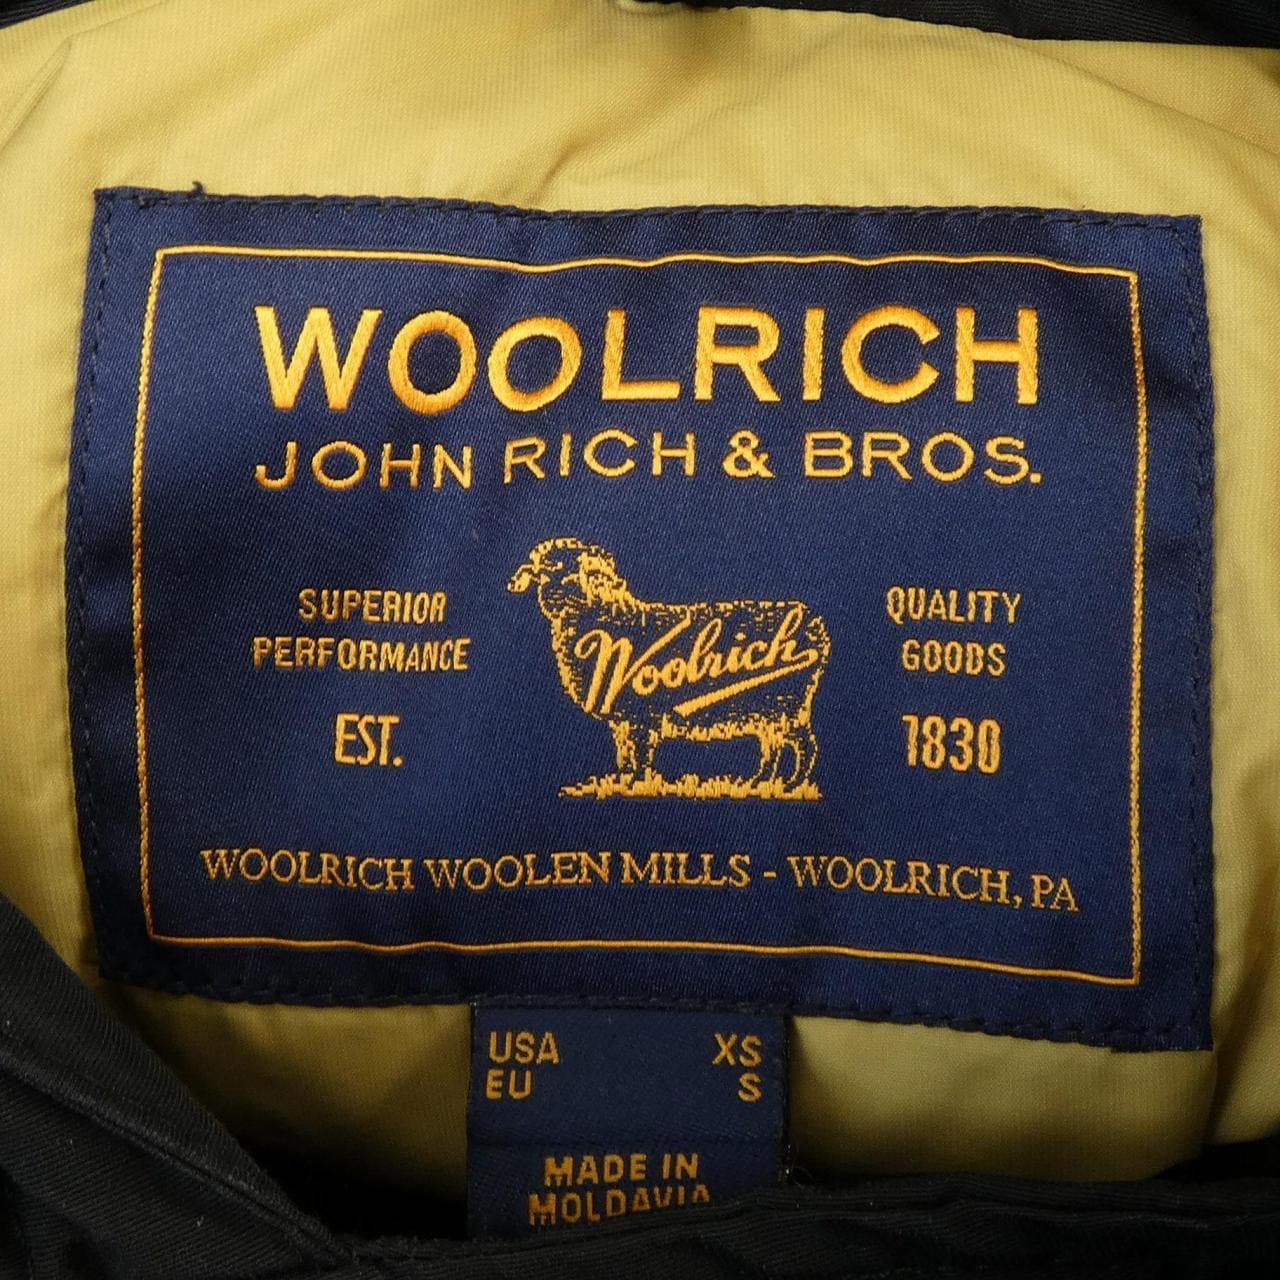 WOOLRICH
JOHN RICH & BROS.
SUPERIOR
PERFORMANCE
EST.
Woolrich
QUALITY
GOODS
1830
WOOLRICH WOOLEN MILLS - WOOLRICH, PA
USA XS
EU S
MADE IN
MOLDAVIA